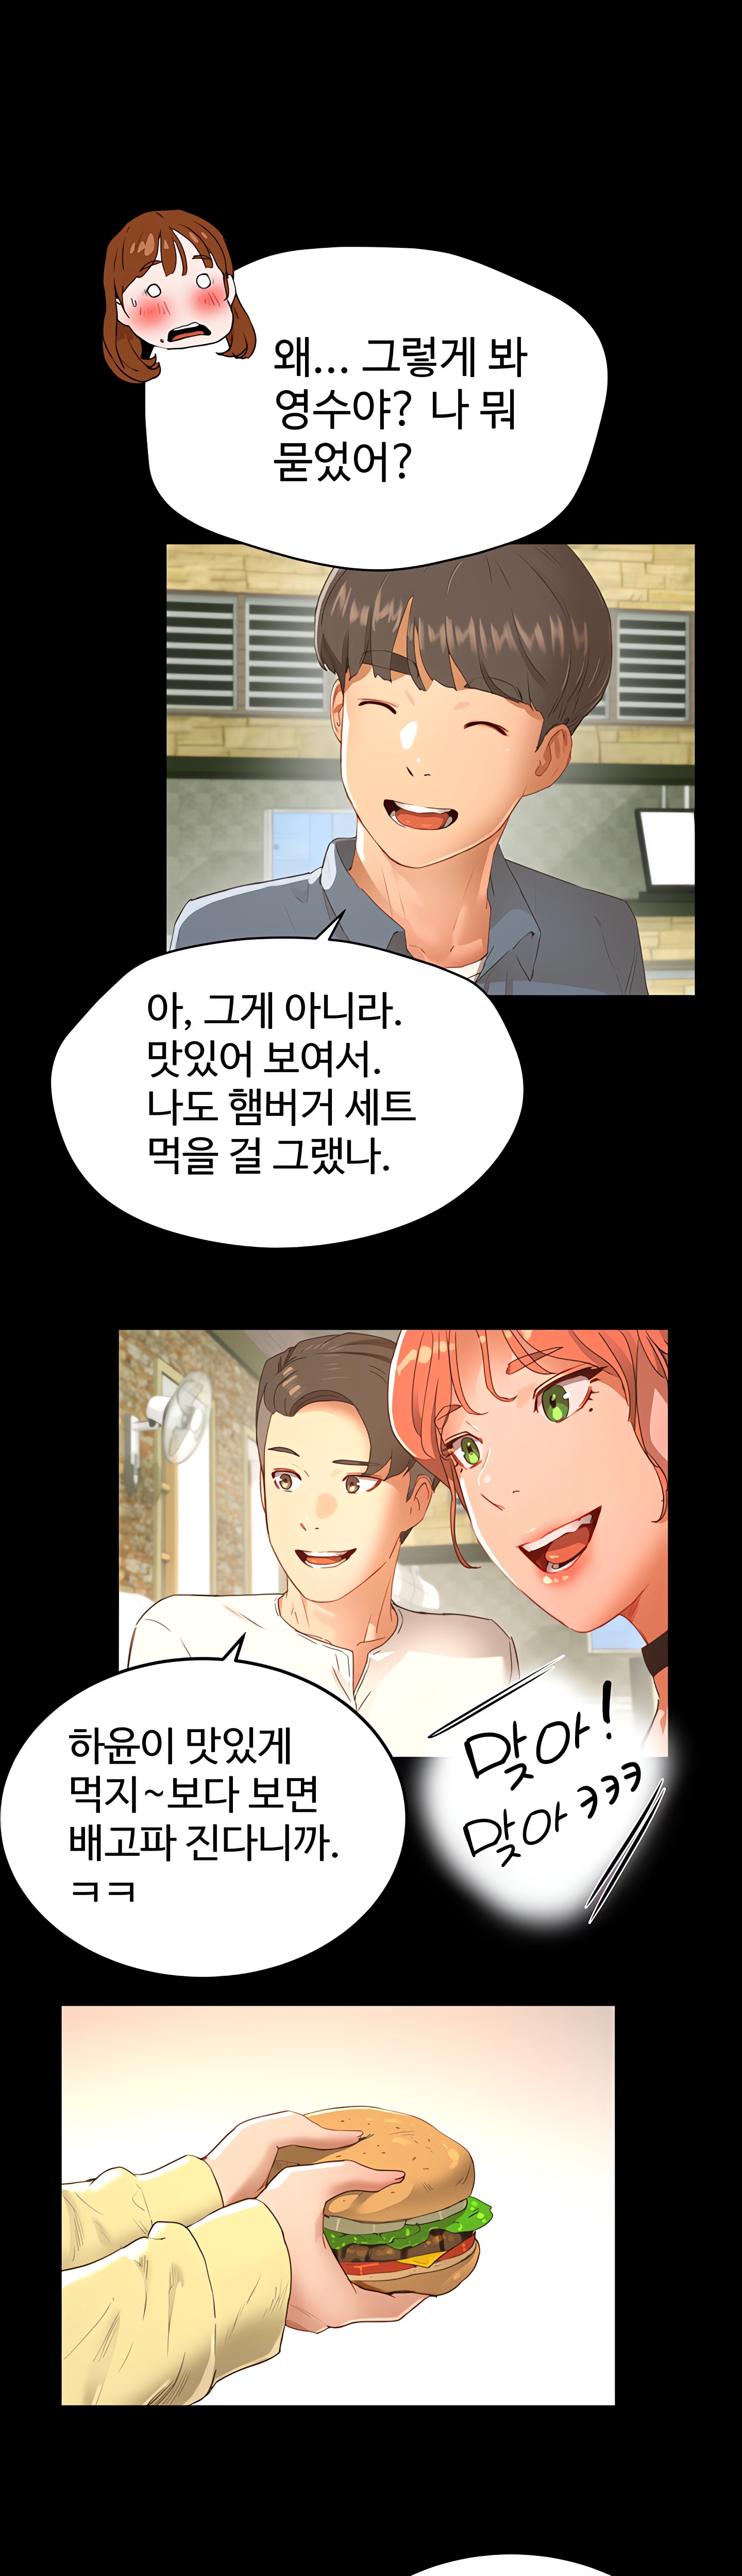 왜... 그렇게 봐
영수야? 나 뭐
묻었어?
아, 그게 아니라.
맛있어 보여서.
나도 햄버거 세트
먹을 걸 그랬나.
하윤이 맛있게
먹지~보다 보면
배고파 진다니까.
ㅋㅋ
맞아!
맞아 ㅋㅋㅋ